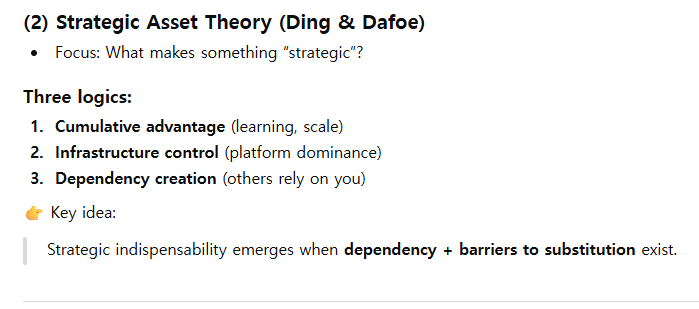 (2) Strategic Asset Theory (Ding & Dafoe)
• Focus: What makes something “strategic”?
Three logics:
1. Cumulative advantage (learning, scale)
2. Infrastructure control (platform dominance)
3. Dependency creation (others rely on you)
👉 Key idea:
Strategic indispensability emerges when dependency + barriers to substitution exist.